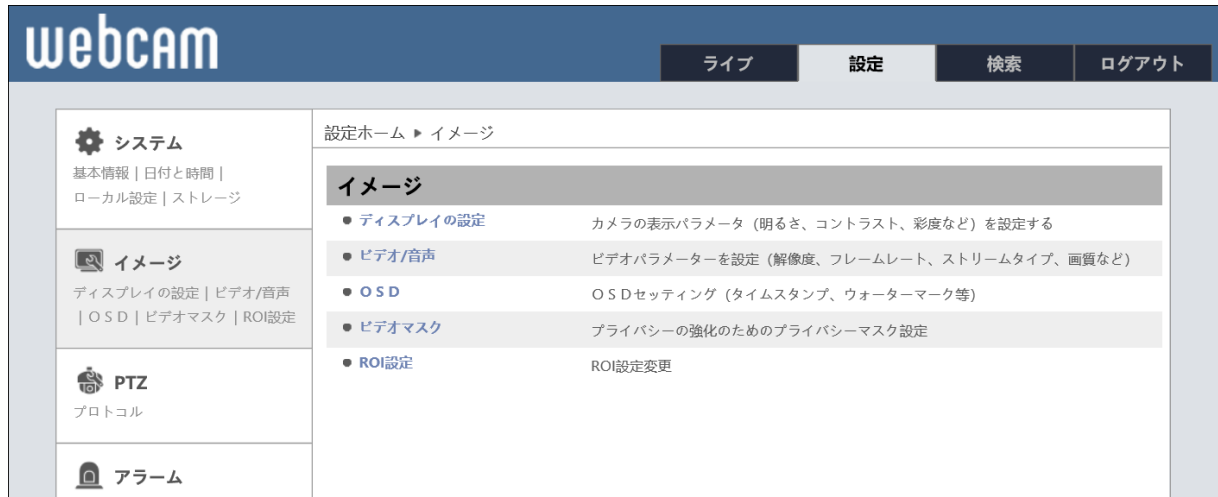 webcam
ライブ 設定 検索 ログアウト
システム
基本情報 | 日付と時間 |
ローカル設定 | ストレージ
イメージ
ディスプレイの設定 | ビデオ/音声
| ＯＳＤ | ビデオマスク | ROI設定
PTZ
プロトコル
アラーム
設定ホーム ▶ イメージ
イメージ
● ディスプレイの設定 カメラの表示パラメータ（明るさ、コントラスト、彩度など）を設定する
● ビデオ/音声 ビデオパラメーターを設定（解像度、フレームレート、ストリームタイプ、画質など）
● ＯＳＤ ＯＳＤセッティング（タイムスタンプ、ウォーターマーク等)
● ビデオマスク プライバシーの強化のためのプライバシーマスク設定
● ROI設定 ROI設定変更